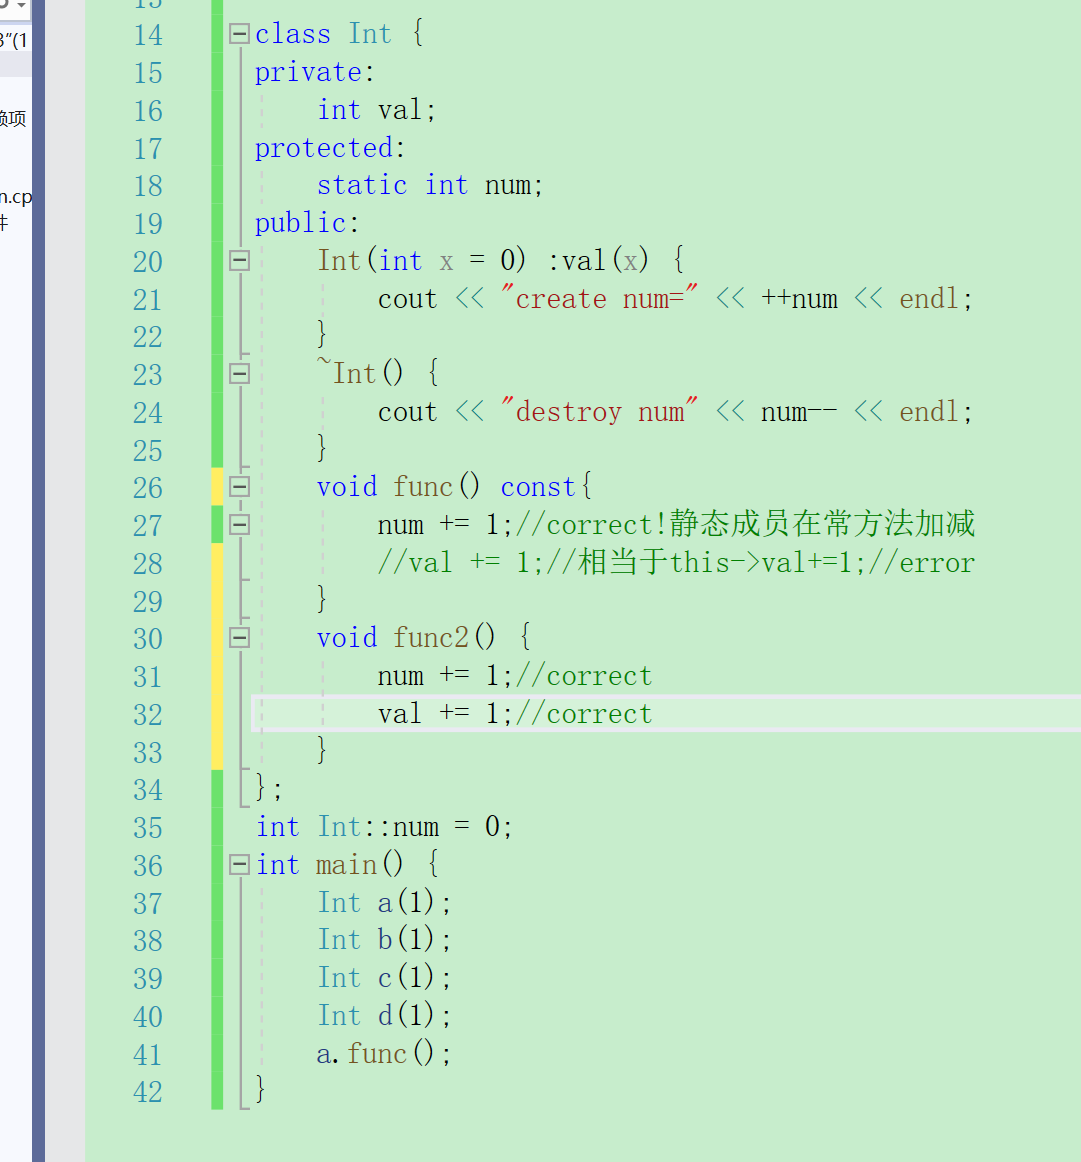 13
3"(1
14 class Int {
15 private:
赖项
16 int val;
17 protected:
n.cp
18 static int num;
19 public:
20 Int(int x = 0) :val(x) {
21 cout << "create num=" << ++num << endl;
22 }
23 ~Int() {
24 cout << "destroy num" << num-- << endl;
25 }
26 void func() const{
27 num += 1;//correct!静态成员在常方法加减
28 //val += 1;//相当于this->val+=1;//error
29 }
30 void func2() {
31 num += 1;//correct
32 val += 1;//correct
33 }
34 };
35 int Int::num = 0;
36 int main() {
37 Int a(1);
38 Int b(1);
39 Int c(1);
40 Int d(1);
41 a.func();
42 }